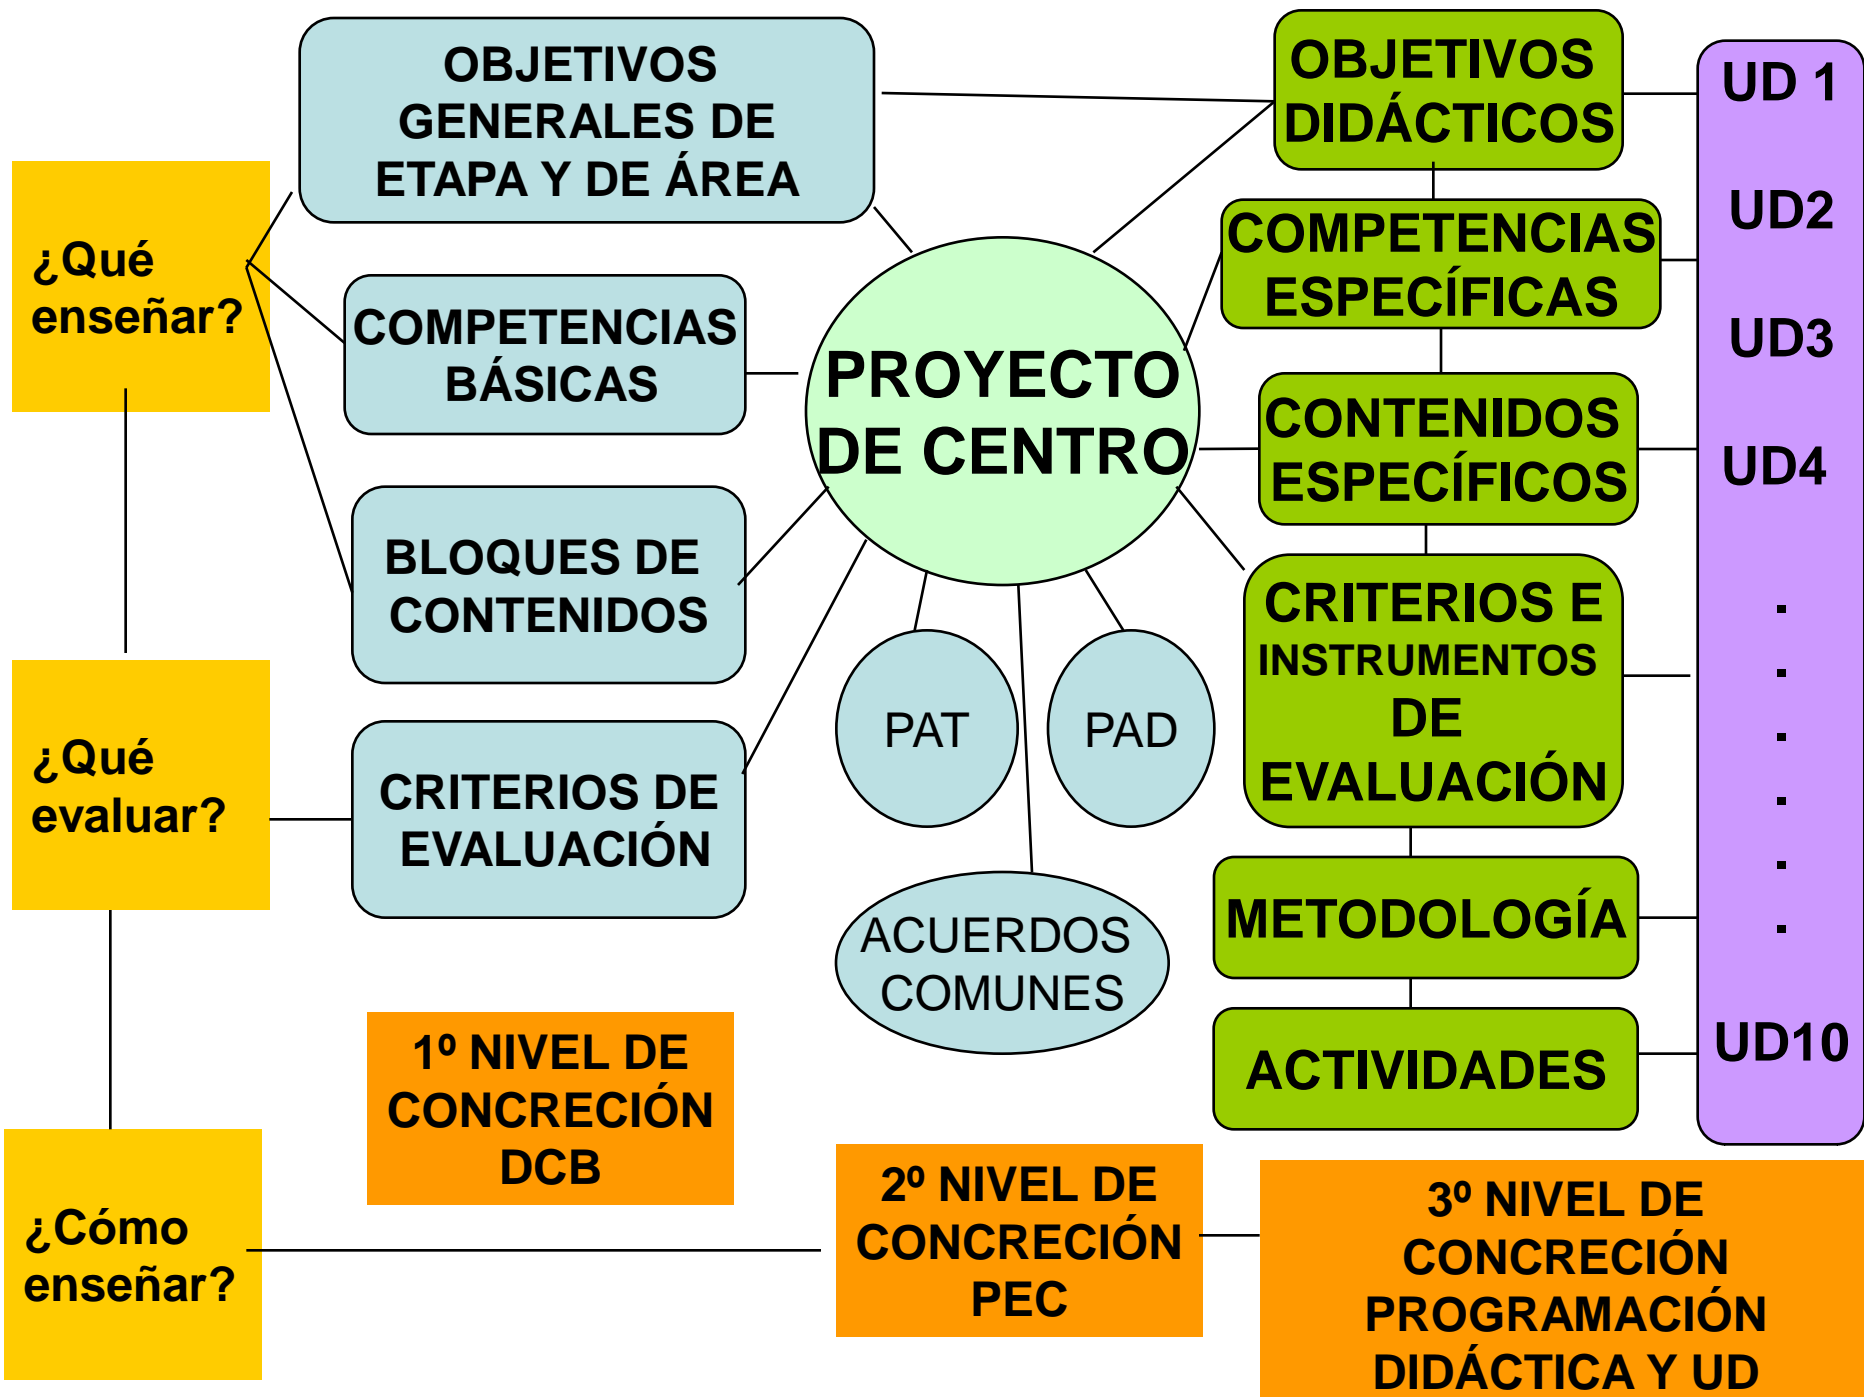 OBJETIVOS
GENERALES DE
ETAPA Y DE ÁREA
OBJETIVOS
DIDÁCTICOS
UD 1
¿Qué
enseñar?
COMPETENCIAS
BÁSICAS
PROYECTO
DE CENTRO
COMPETENCIAS
ESPECÍFICAS
UD2
UD3
CONTENIDOS
ESPECÍFICOS
UD4
BLOQUES DE
CONTENIDOS
CRITERIOS E
INSTRUMENTOS
DE
EVALUACIÓN
.
.
.
.
.
.
¿Qué
evaluar?
CRITERIOS DE
EVALUACIÓN
PAT
PAD
ACUERDOS
COMUNES
METODOLOGÍA
ACTIVIDADES
UD10
1º NIVEL DE
CONCRECIÓN
DCB
¿Cómo
enseñar?
2º NIVEL DE
CONCRECIÓN
PEC
3º NIVEL DE
CONCRECIÓN
PROGRAMACIÓN
DIDÁCTICA Y UD